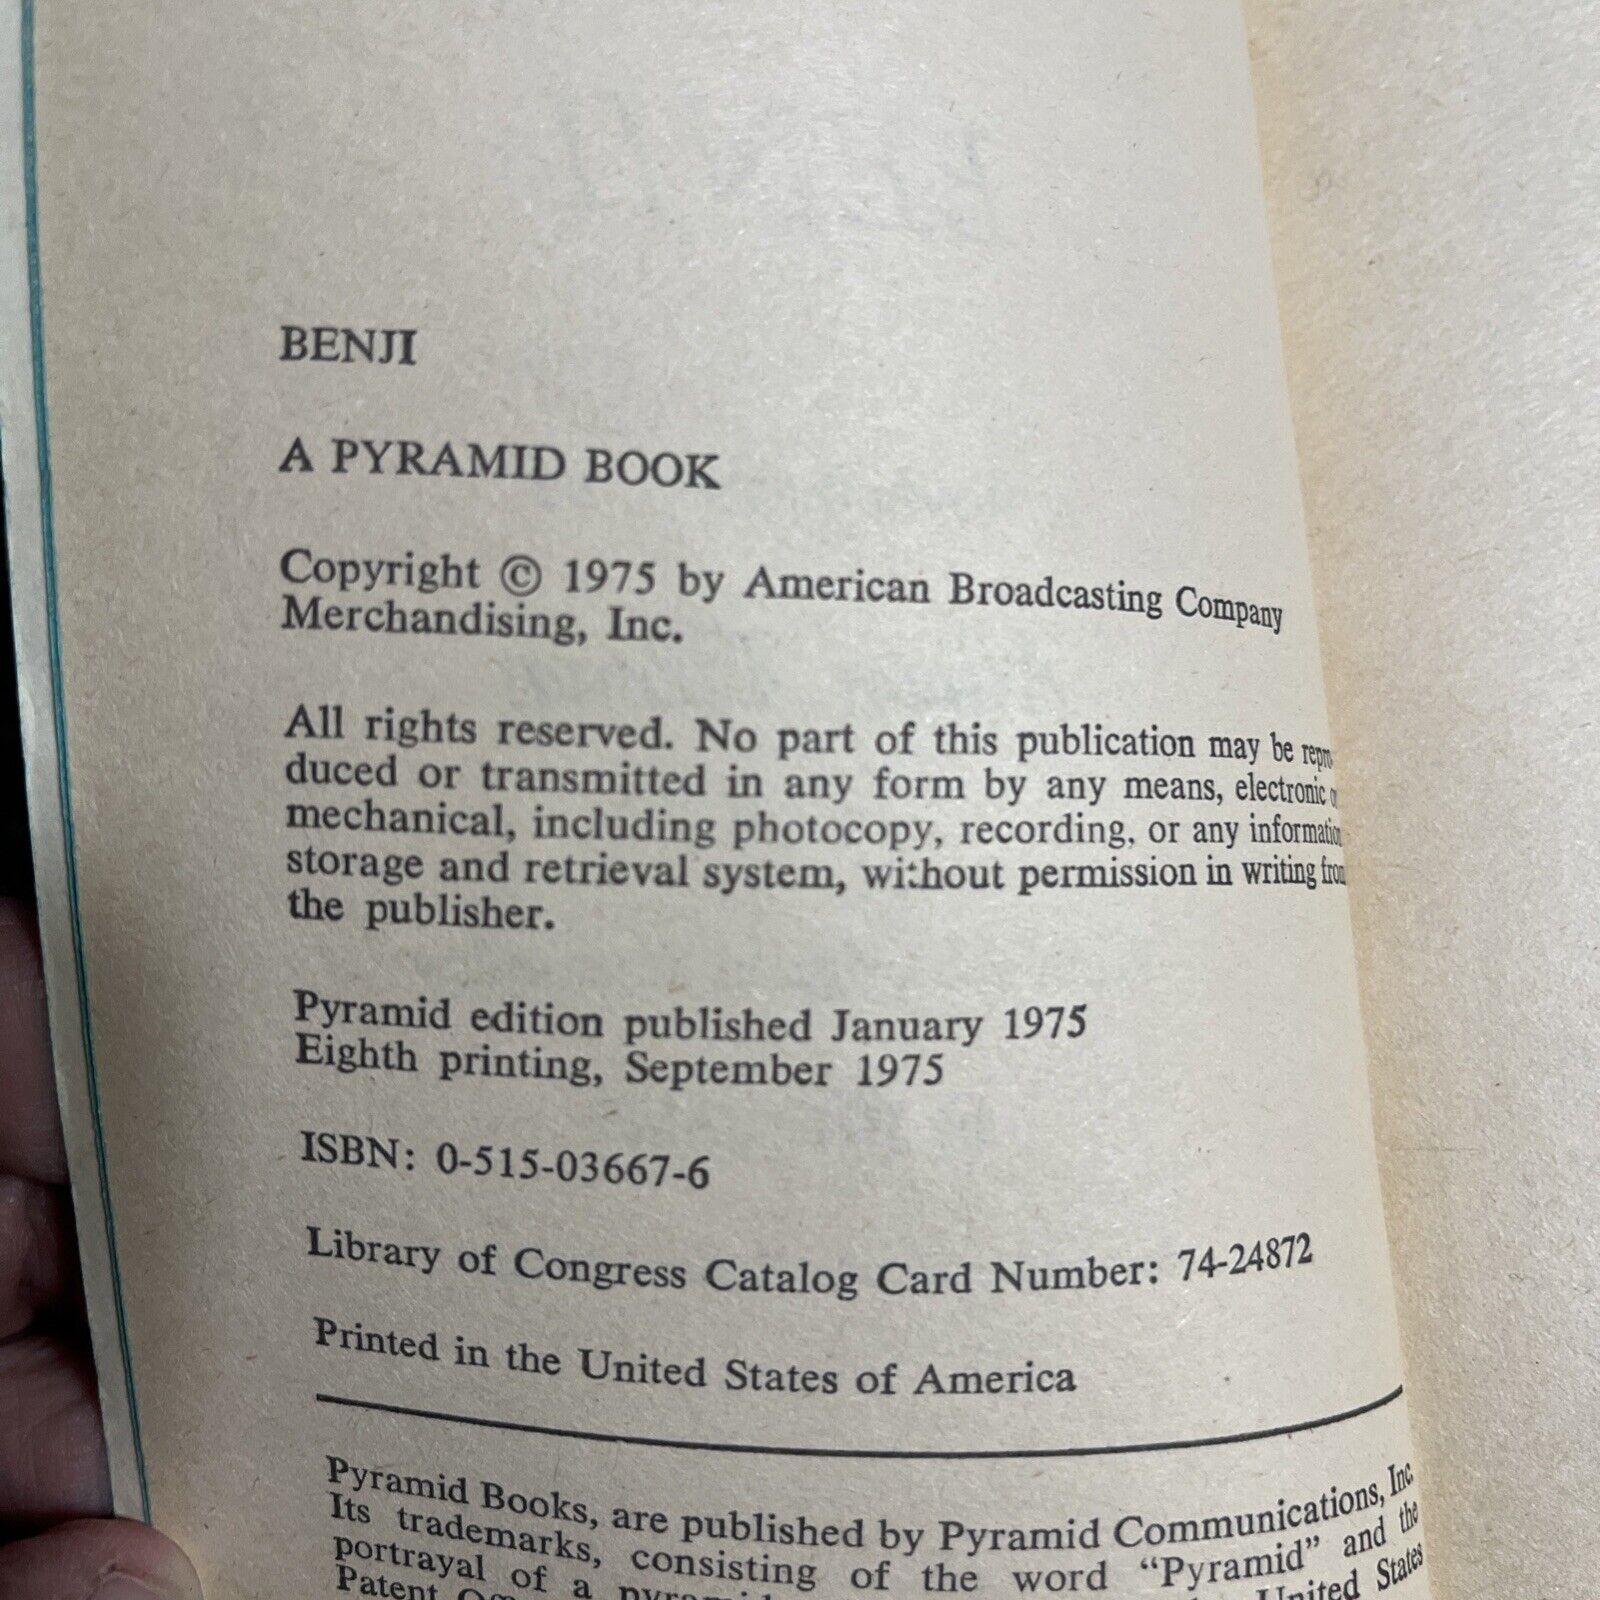 BENJI
A PYRAMID BOOK
Copyright © 1975 by American Broadcasting Company
Merchandising, Inc.
All rights reserved. No part of this publication may be repro
duced or transmitted in any form by any means, electronic
mechanical, including photocopy, recording, or any information
storage and retrieval system, without permission in writing from
the publisher.
Pyramid edition published January 1975
Eighth printing, September 1975
ISBN: 0-515-03667-6
Library of Congress Catalog Card Number: 74-24872
Printed in the United States of America
Pyramid Books, are published by Pyramid Communications, Inc.
Its trademarks, consisting of the word "Pyramid" and the
portrayal of a United States
Patent